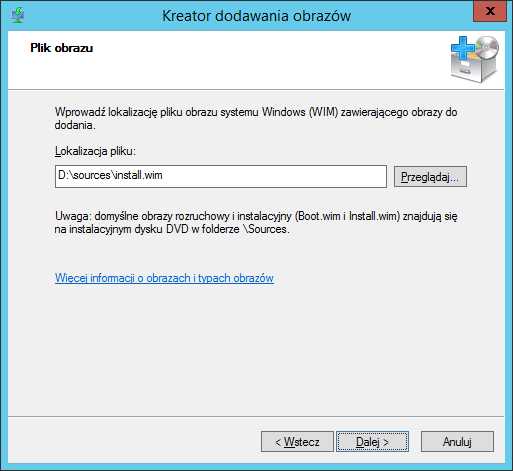 Kreator dodawania obrazów
x
Plik obrazu
Wprowadź lokalizację pliku obrazu systemu Windows (WIM) zawierającego obrazy do
dodania.
Lokalizacja pliku:
D:\sources\install.wim
Przeglądaj...
Uwaga: domyślne obrazy rozruchowy i instalacyjny (Boot.wim i Install.wim) znajdują się
na instalacyjnym dysku DVD w folderze \Sources.
Więcej informacji o obrazach i typach obrazów
< Wstecz
Dalej >
Anuluj